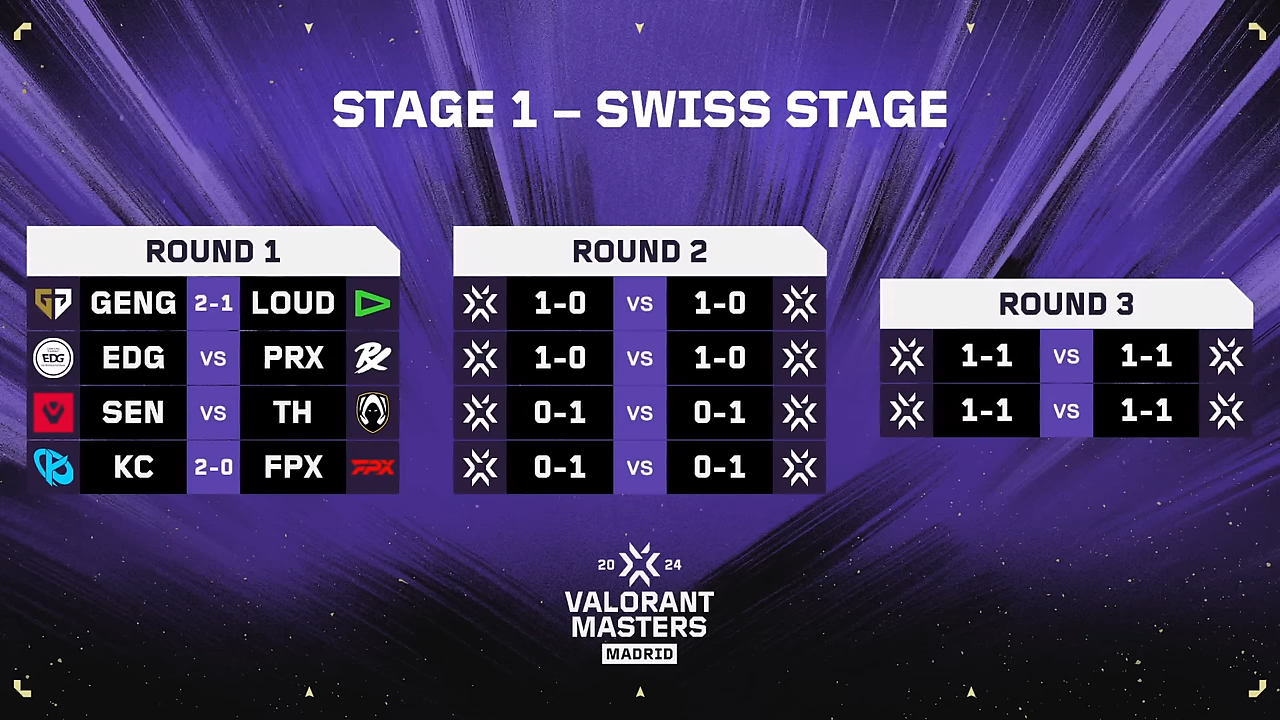 STAGE 1 – SWISS STAGE
ROUND 1
GENG 2-1 LOUD
EDG EDG VS PRX
SEN VS TH
KC 2-0 FPX FPX
ROUND 2
1-0 VS 1-0
1-0 VS 1-0
0-1 VS 0-1
0-1 VS 0-1
ROUND 3
1-1 VS 1-1
1-1 VS 1-1
20 24
VALORANT
MASTERS
MADRID